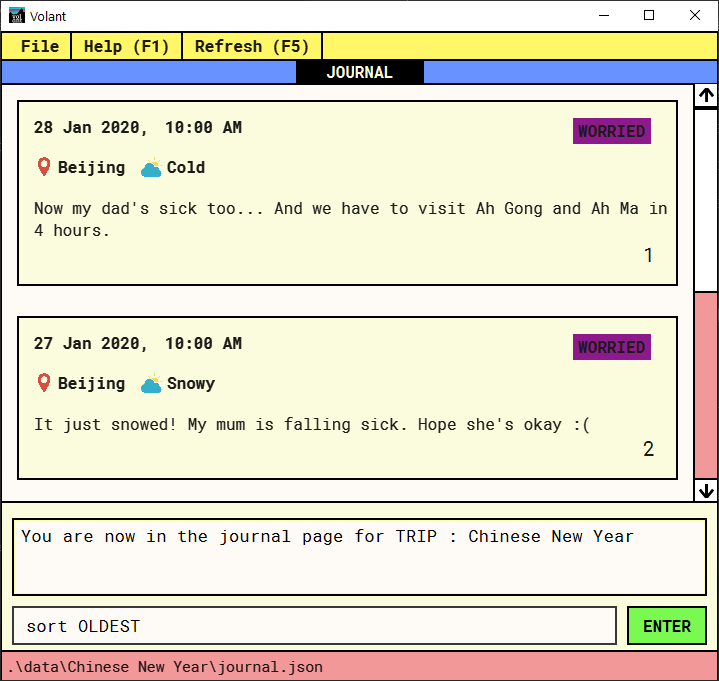 Volant
File Help (F1) Refresh (F5)
JOURNAL
28 Jan 2020, 10:00 AM WORRIED
Beijing Cold
Now my dad's sick too... And we have to visit Ah Gong and Ah Ma in
4 hours.
1
27 Jan 2020, 10:00 AM WORRIED
Beijing Snowy
It just snowed! My mum is falling sick. Hope she's okay :(
2
You are now in the journal page for TRIP : Chinese New Year
sort OLDEST ENTER
.\data\Chinese New Year\journal.json